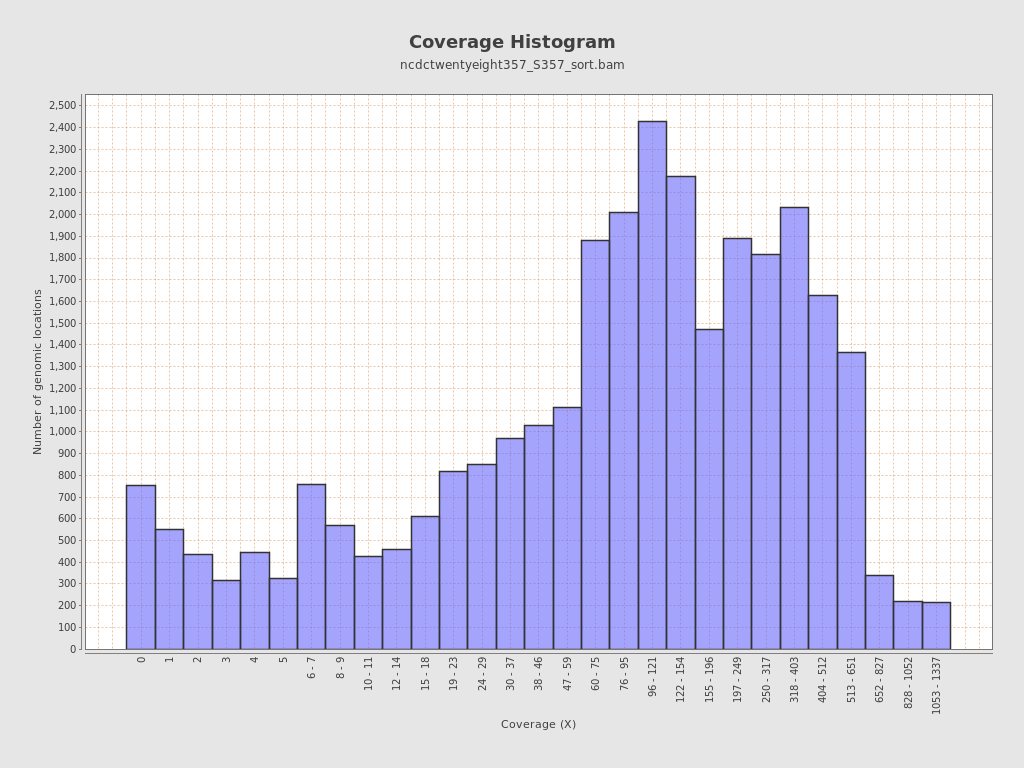 Coverage Histogram
ncdctwentyeight357_S357_sort.bam
Number of genomic locations
2,500
2,400
2,300
2,200
2,100
2,000
1,900
1,800
1,700
1,600
1,500
1,400
1,300
1,200
1,100
1,000
900
800
700
600
500
400
300
200
100
0
0
1
2
3
4
5
6 - 7
8 - 9
10 - 11
12 - 14
15 - 18
19 - 23
24 - 29
30 - 37
38 - 46
47 - 59
60 - 75
76 - 95
96 - 121
122 - 154
155 - 196
197 - 249
250 - 317
318 - 403
404 - 512
513 - 651
652 - 827
828 - 1052
1053 - 1337
Coverage (X)